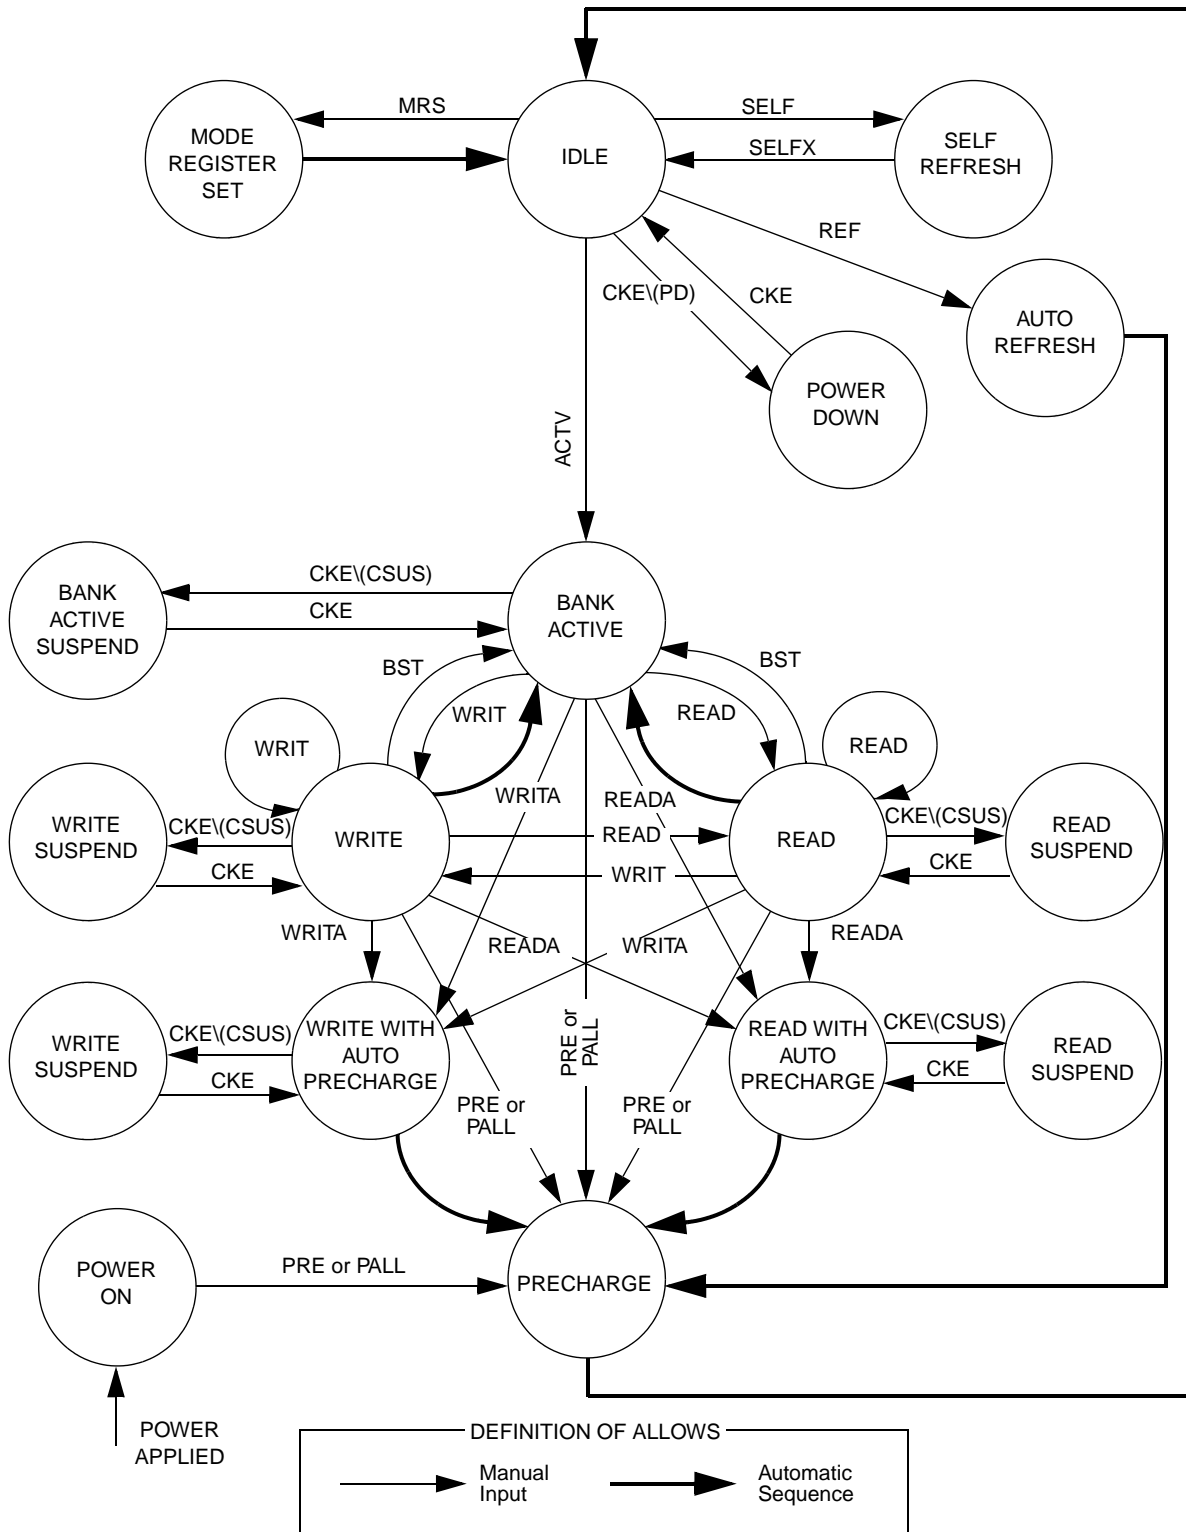 MRS
SELF
MODE
REGISTER
SET
IDLE
SELFX
SELF
REFRESH
REF
CKE\(PD)
CKE
AUTO
REFRESH
POWER
DOWN
ACTV
BANK
ACTIVE
SUSPEND
CKE\(CSUS)
CKE
BANK
ACTIVE
BST
BST
WRIT
READ
WRIT
READ
WRITA
READA
WRITE
SUSPEND
CKE\(CSUS)
CKE
WRITE
READ
WRIT
READ
CKE\(CSUS)
CKE
READ
SUSPEND
WRITA
READA
WRITA
READA
WRITE
SUSPEND
CKE\(CSUS)
CKE
WRITE WITH
AUTO
PRECHARGE
PRE or
PALL
READ WITH
AUTO
PRECHARGE
CKE\(CSUS)
CKE
READ
SUSPEND
PRE or
PALL
PRE or
PALL
POWER
ON
PRE or PALL
PRECHARGE
POWER
APPLIED
DEFINITION OF ALLOWS
Manual
Input
Automatic
Sequence